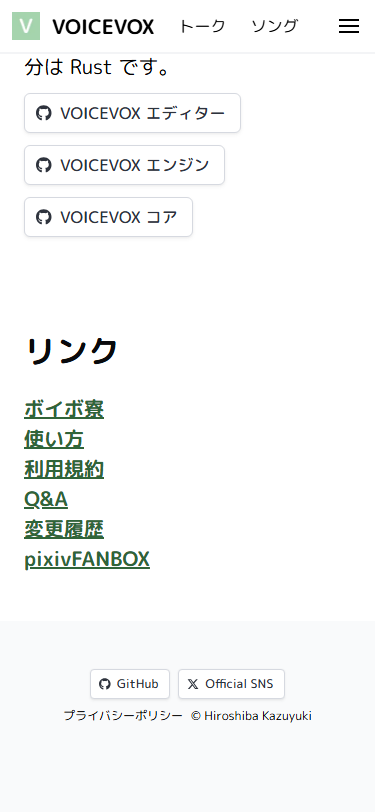 V VOICEVOX トーク ソング
分は Rust です。
VOICEVOX エディター
VOICEVOX エンジン
VOICEVOX コア
リンク
ボイボ寮
使い方
利用規約
Q&A
変更履歴
pixivFANBOX
GitHub Official SNS
プライバシーポリシー © Hiroshiba Kazuyuki